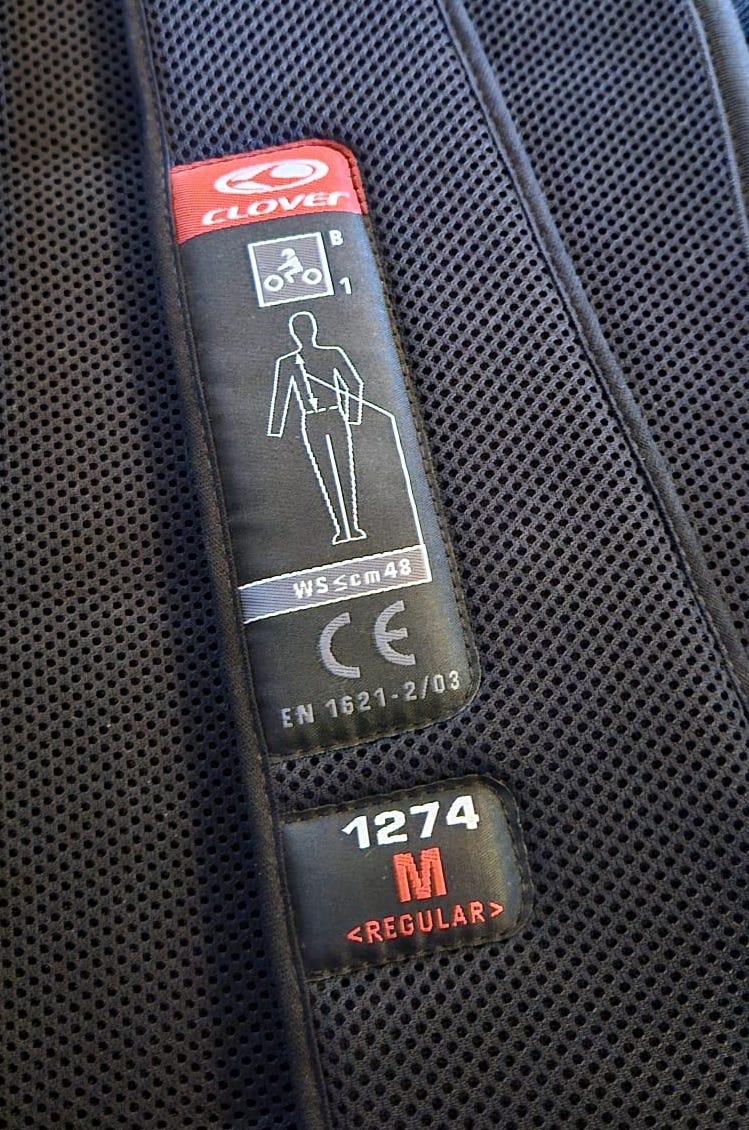 CLOVER
B
1
WS≤cm48
CE
EN 1621-2/03
1274
M
<REGULAR>